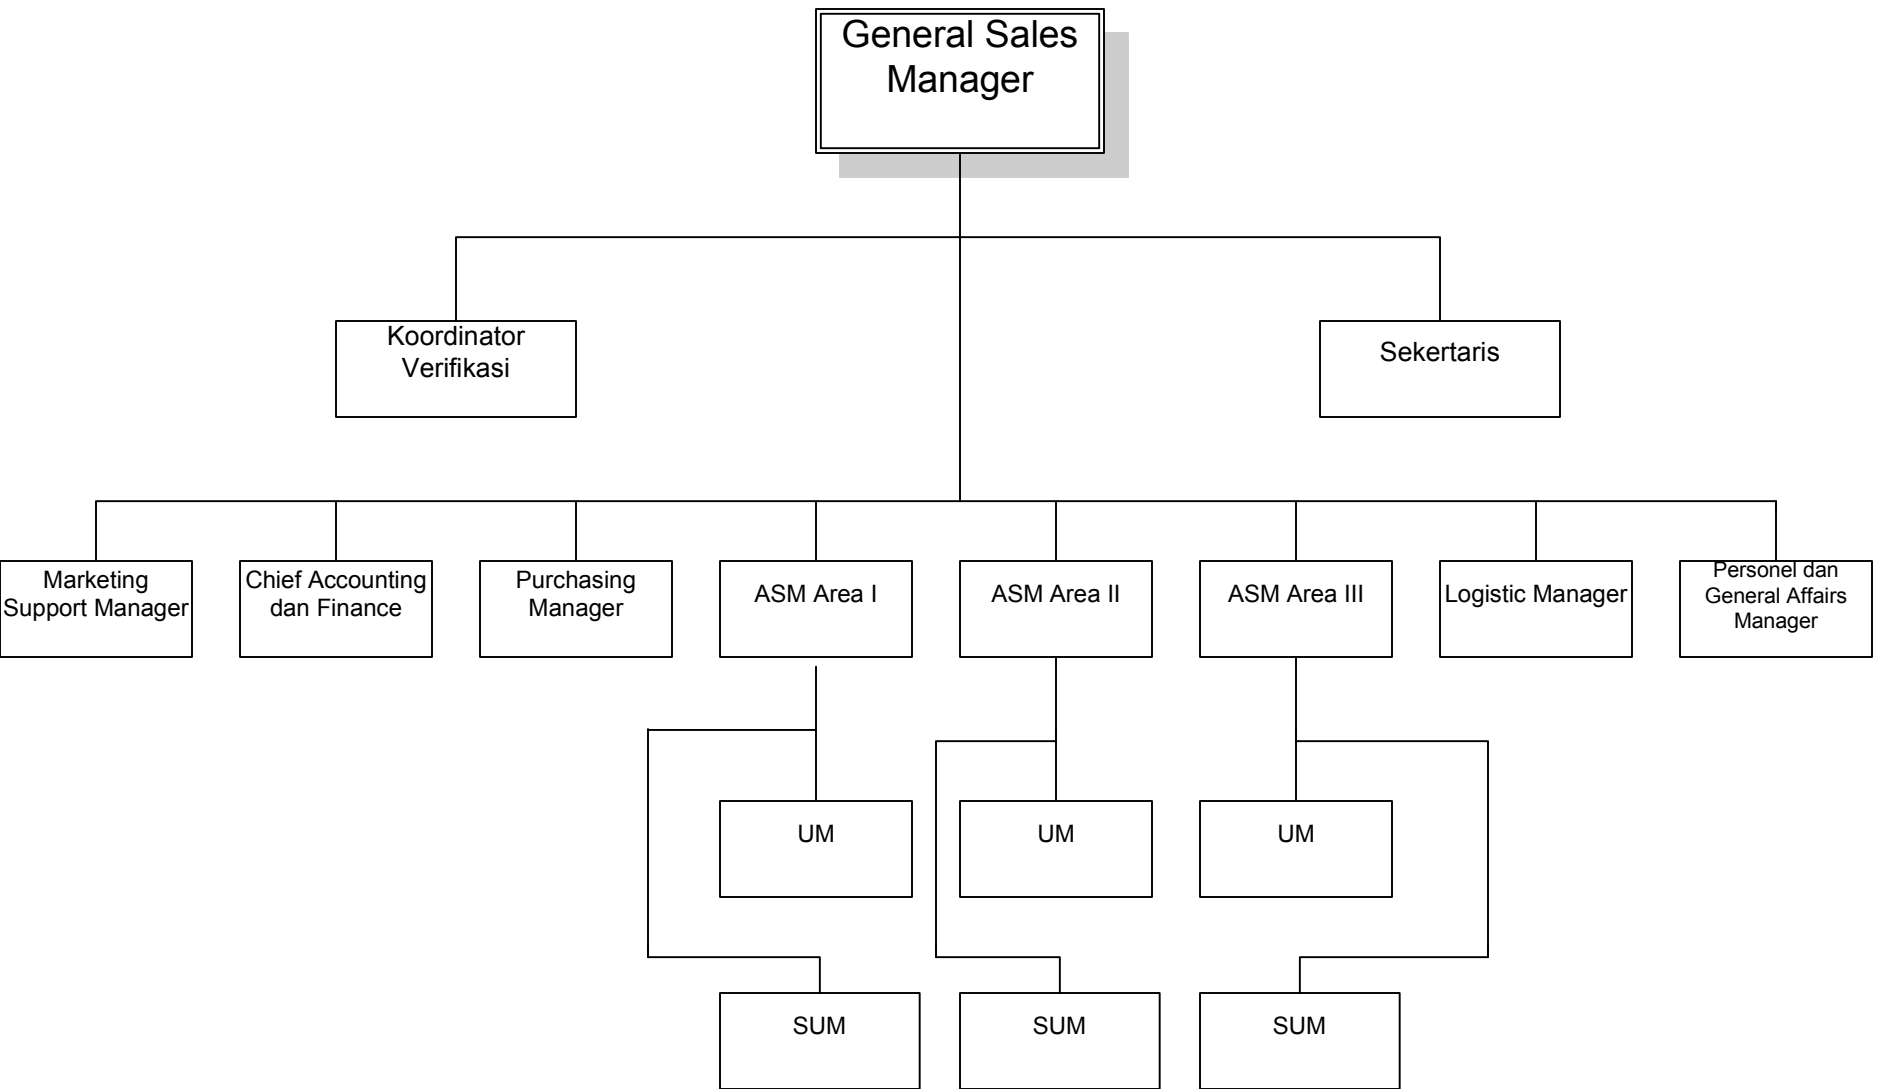 General Sales
Manager
Koordinator
Verifikasi
Sekertaris
Marketing
Support Manager
Chief Accounting
dan Finance
Purchasing
Manager
ASM Area I
ASM Area II
ASM Area III
Logistic Manager
Personel dan
General Affairs
Manager
UM
UM
UM
SUM
SUM
SUM